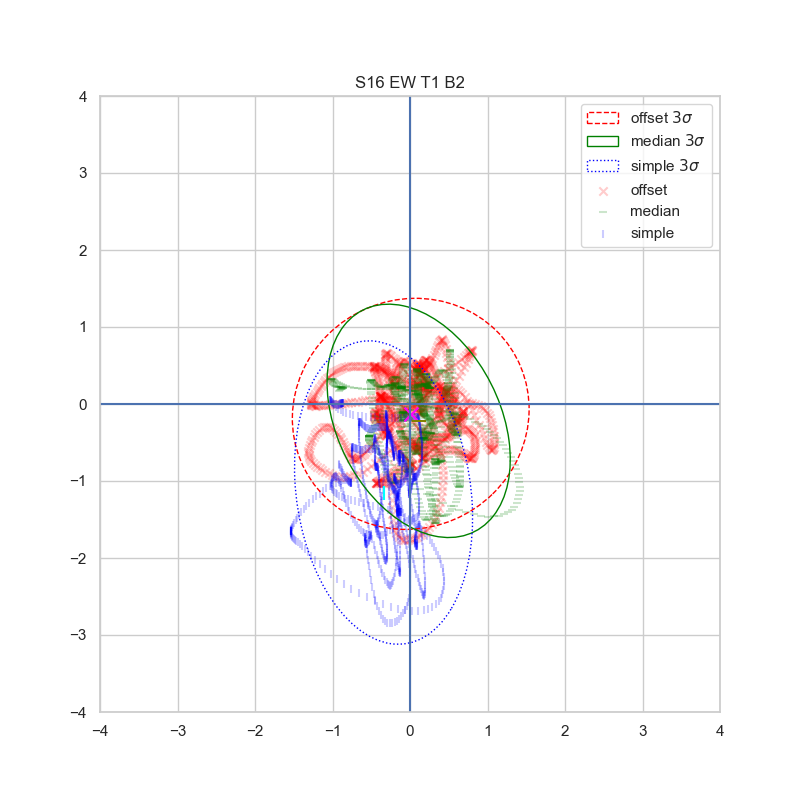 S16 EW T1 B2
offset 3σ
median 3σ
simple 3σ
offset
median
simple
4
3
2
1
0
−1
−2
−3
−4
−4
−3
−2
−1
0
1
2
3
4